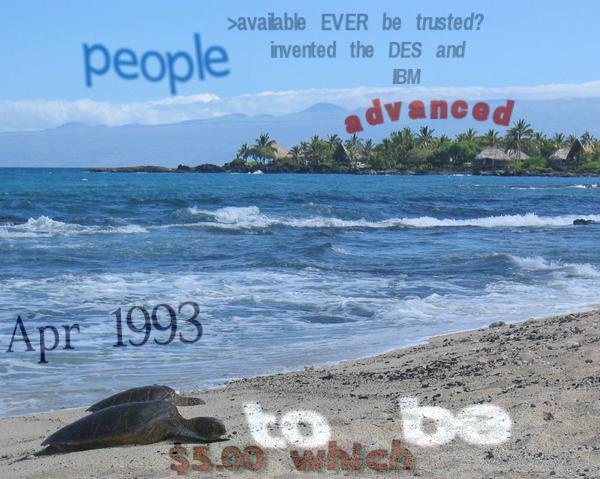 >available EVER be trusted?
invented the DES and
IBM
people
advanced
Apr 1993
to be
$5.00 which